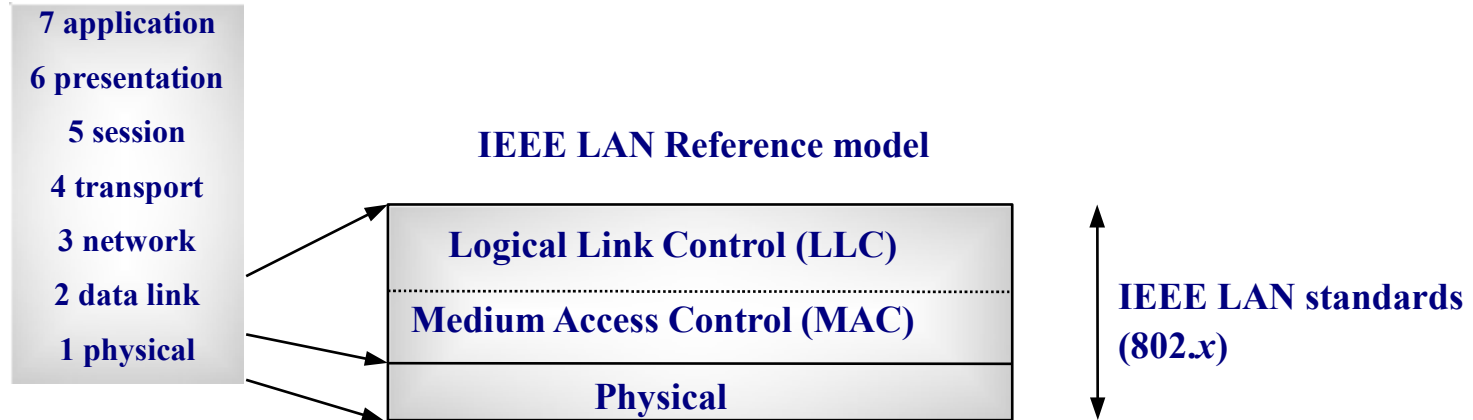 7 application
6 presentation
5 session
4 transport
3 network
2 data link
1 physical
IEEE LAN Reference model
Logical Link Control (LLC)
Medium Access Control (MAC)
Physical
IEEE LAN standards
(802.x)